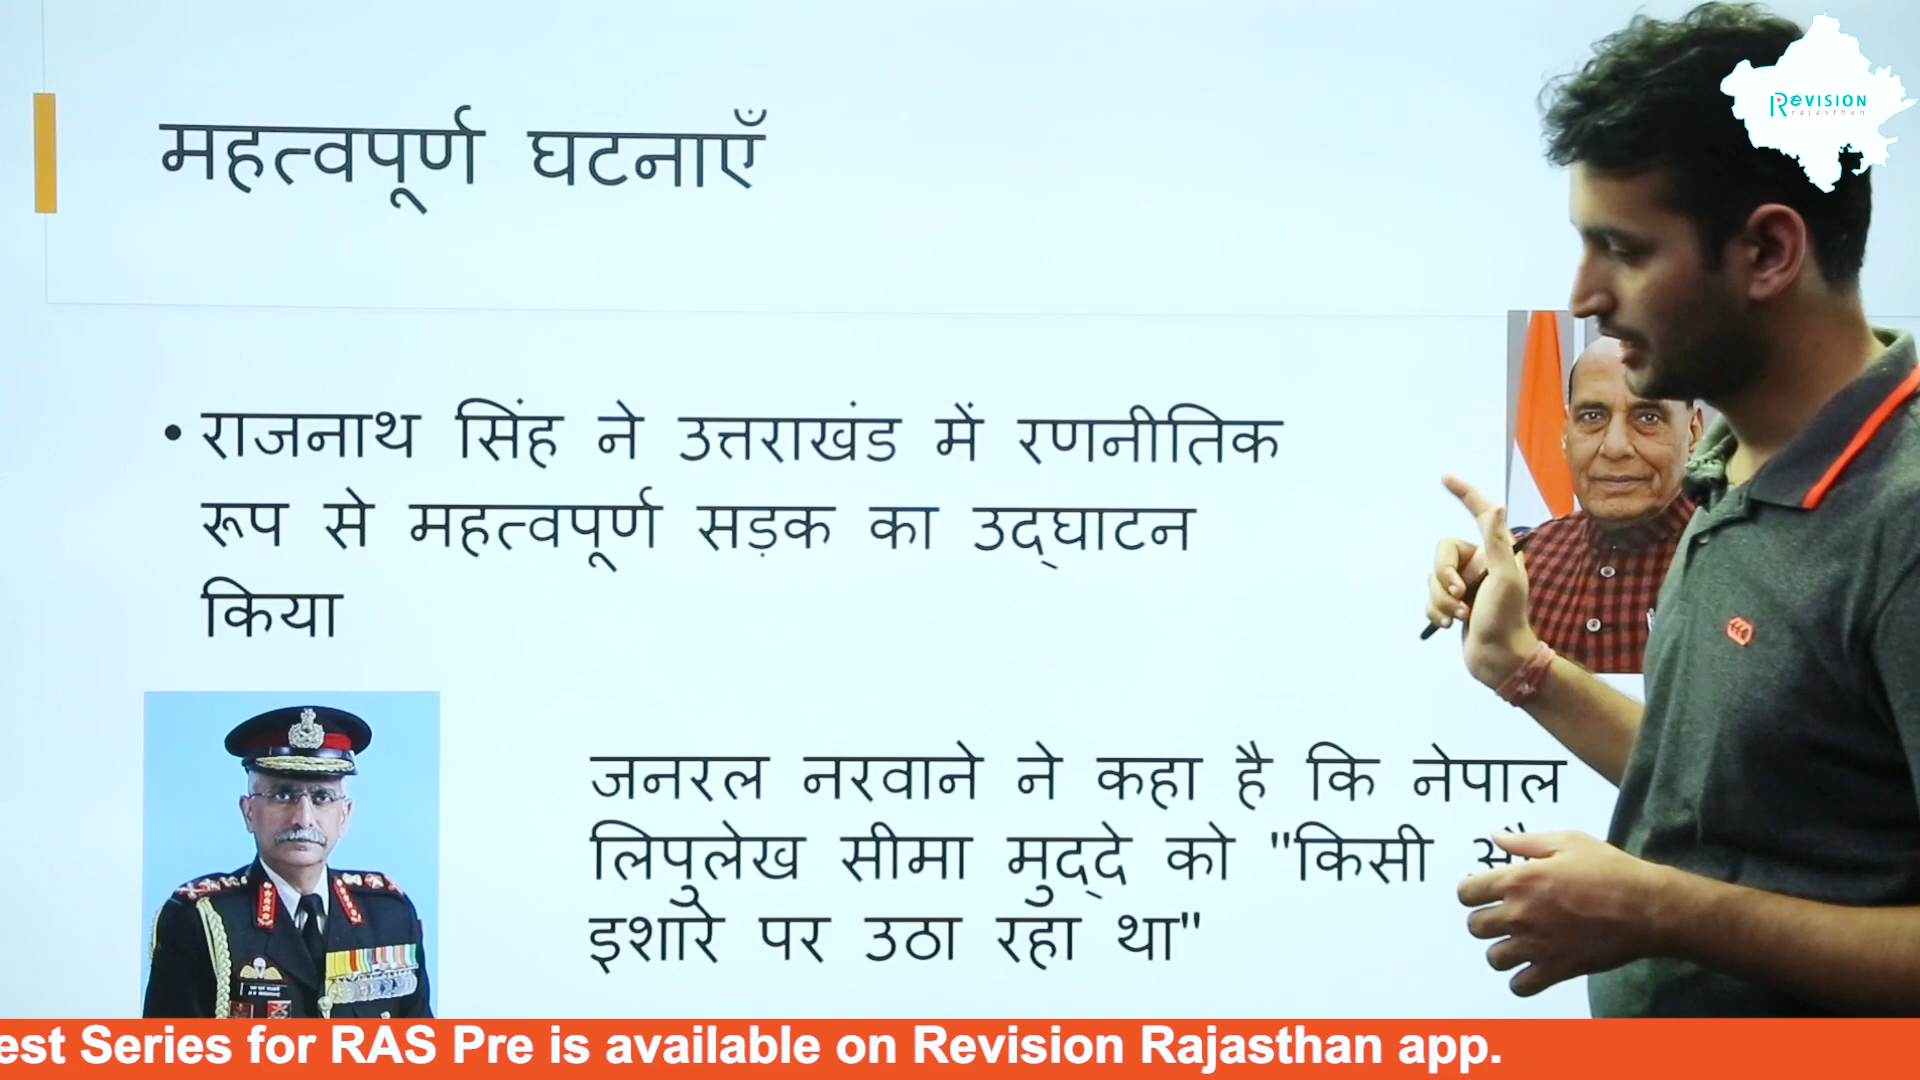 REVISION
rajasthan
महत्वपूर्ण घटनाएँ
• राजनाथ सिंह ने उत्तराखंड में रणनीतिक
रूप से महत्वपूर्ण सड़क का उद्घाटन
किया
जनरल नरवाने ने कहा है कि नेपाल
लिपुलेख सीमा मुद्दे को "किसी
इशारे पर उठा रहा था"
est Series for RAS Pre is available on Revision Rajasthan app.